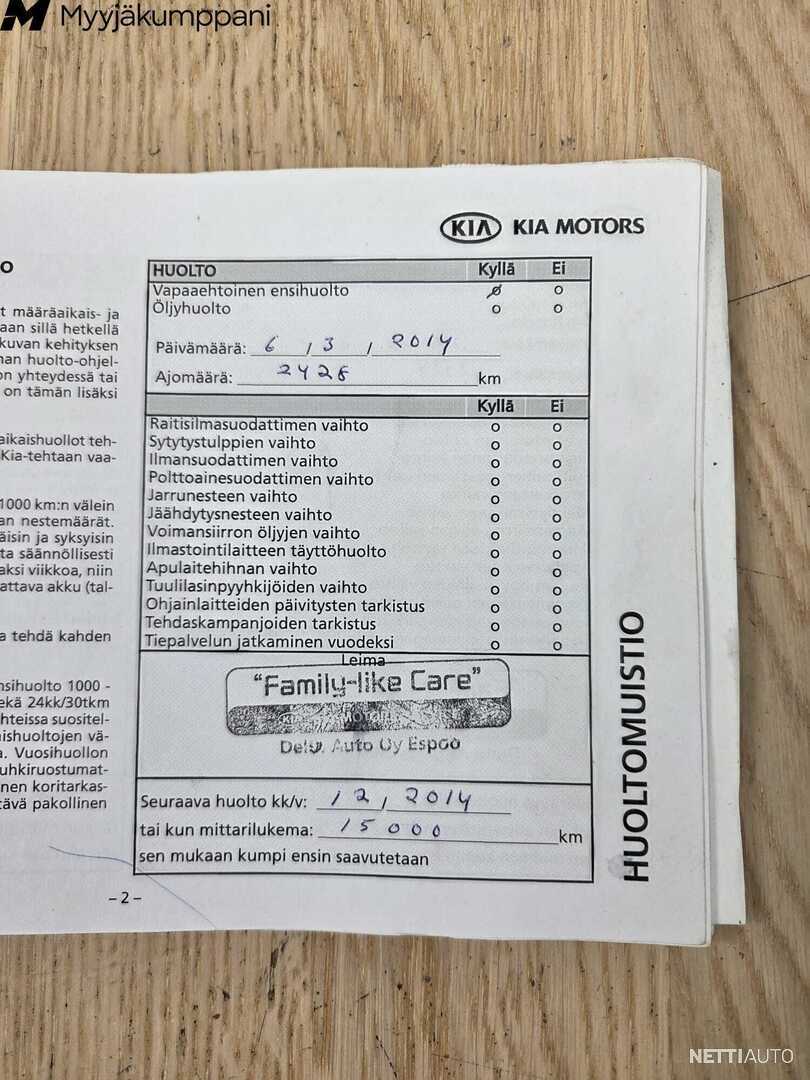 Myyjäkumppani
KIA KIA MOTORS
o
t määräaikais- ja
aan sillä hetkellä
kuvan kehityksen
nan huolto-ohjel-
on yhteydessä tai
on tämän lisäksi
aikaishuollot teh-
Kia-tehtaan vaa-
1000 km:n välein
an nestemäärät.
äisin ja syksyisin
ta säännöllisesti
aksi viikkoa, niin
attava akku (tal-
a tehdä kahden
nsihuolto 1000 -
ekä 24kk/30tkm
hteissa suositel-
ishuoltojen vä-
a. Vuosihuollon
uhkiruostumat-
nen koritarkas-
tävä pakollinen
– 2 –
HUOLTO Kyllä Ei
Vapaaehtoinen ensihuolto o o
Öljyhuolto o o
Päivämäärä: 6 / 3 , 2014
Ajomäärä: 2428 km
Kyllä Ei
Raitisilmasuodattimen vaihto o o
Sytytystulppien vaihto o o
Ilmansuodattimen vaihto o o
Polttoainesuodattimen vaihto o o
Jarrunesteen vaihto o o
Jäähdytysnesteen vaihto o o
Voimansiirron öljyjen vaihto o o
Ilmastointilaitteen täyttöhuolto o o
Apulaitehihnan vaihto o o
Tuulilasinpyyhkijöiden vaihto o o
Ohjainlaitteiden päivitysten tarkistus o o
Tehdaskampanjoiden tarkistus o o
Tiepalvelun jatkaminen vuodeksi o o
Leima
"Family-like Care"
KIA MOTORS
Auto Oy Espoo
Seuraava huolto kk/v: 12 / 2014
tai kun mittarilukema: 15000 km
sen mukaan kumpi ensin saavutetaan
HUOLTOMUISTIO
NETTIAUTO